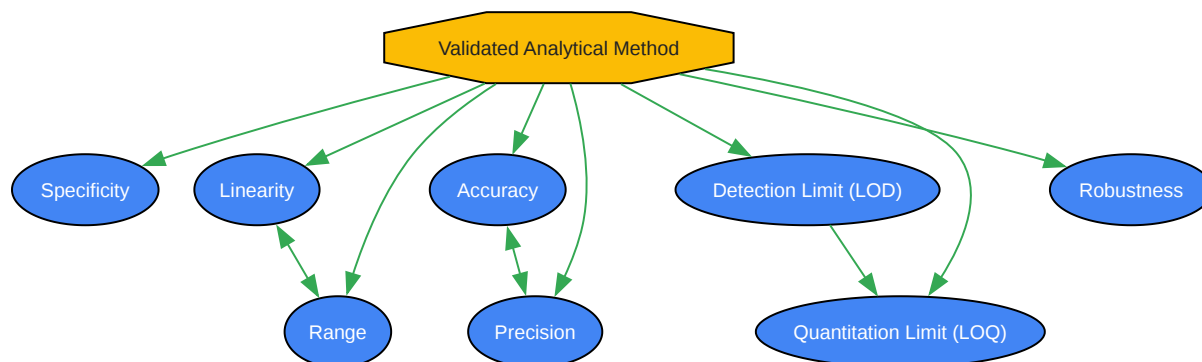 Validated Analytical Method
Specificity
Linearity
Accuracy
Detection Limit (LOD)
Robustness
Range
Precision
Quantitation Limit (LOQ)